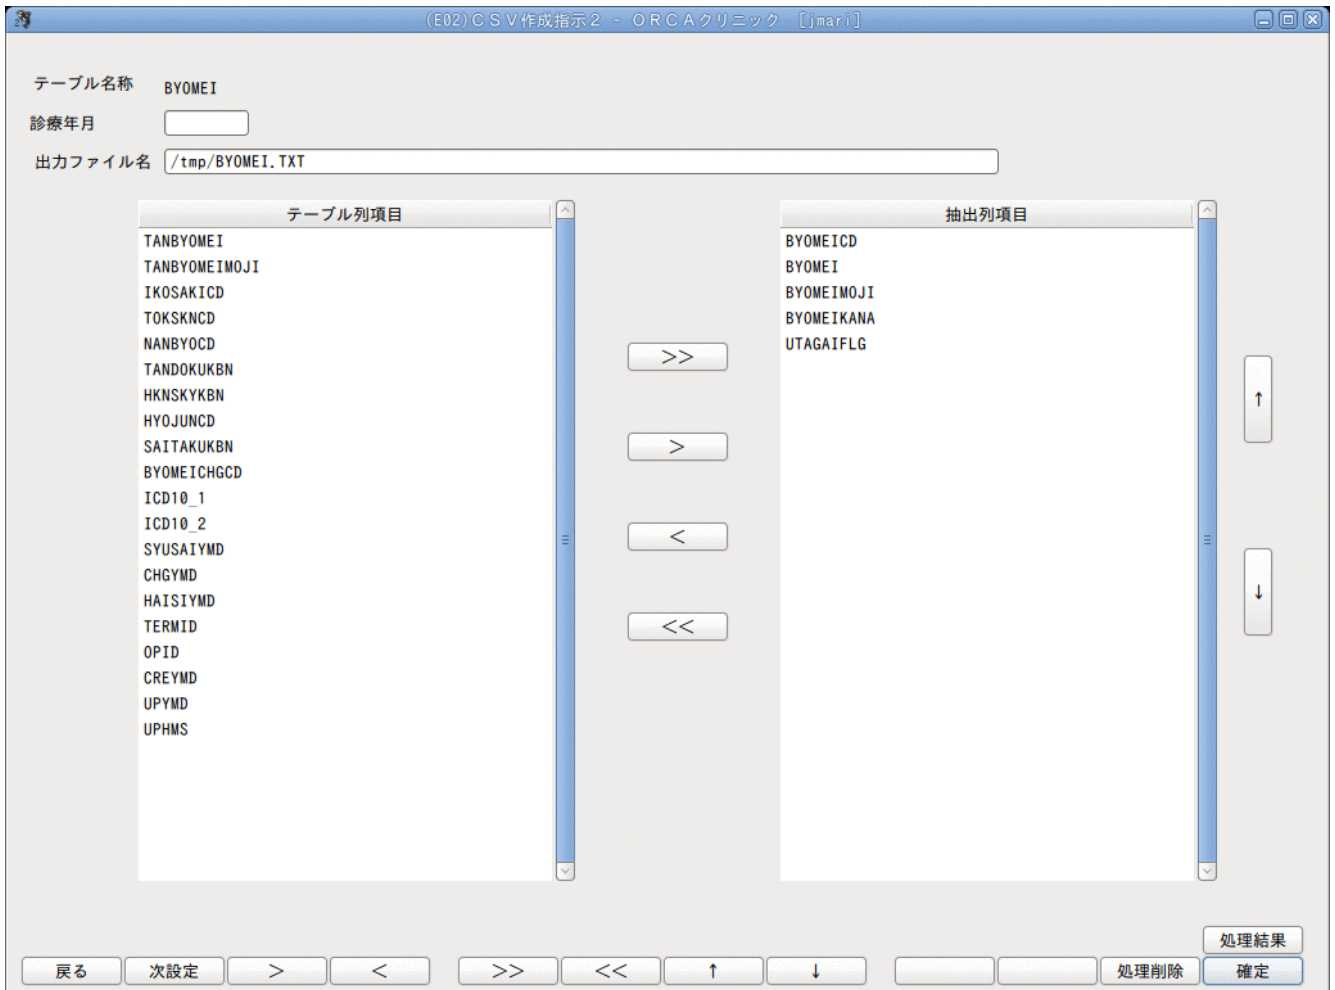 (E02)CSV作成指示2 - ORCAクリニック [jmari]
テーブル名称 BYOMEI
診療年月
出力ファイル名 /tmp/BYOMEI.TXT
テーブル列項目
TANBYOMEI
TANBYOMEIMOJI
IKOSAKICD
TOKSKNCD
NANBYOCD
TANDOKUKBN
HKNSKYKBN
HYOJUNCD
SAITAKUKBN
BYOMEICHGCD
ICD10_1
ICD10_2
SYUSAIYMD
CHGYMD
HAISIYMD
TERMID
OPID
CREYMD
UPYMD
UPHMS
>>
>
<
<<
抽出列項目
BYOMEICD
BYOMEI
BYOMEIMOJI
BYOMEIKANA
UTAGAIFLG
↑
↓
処理結果
戻る 次設定 > < >> << ↑ ↓ 処理削除 確定